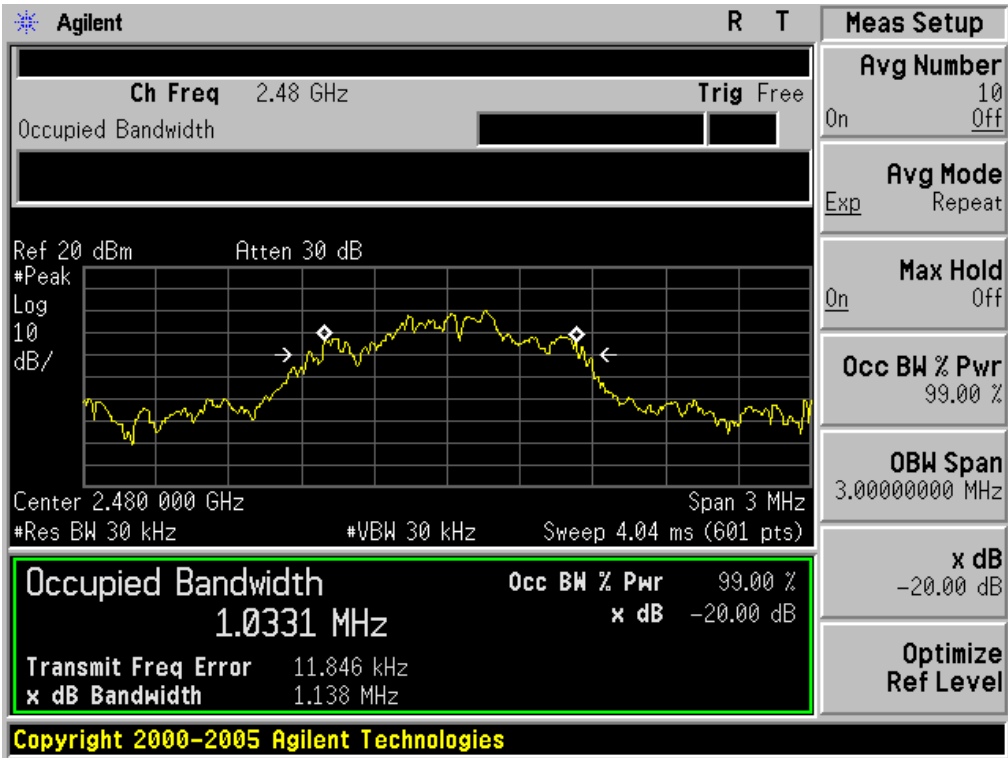 Agilent R T
Ch Freq 2.48 GHz Trig Free
Occupied Bandwidth
Ref 20 dBm Atten 30 dB
#Peak
Log
10
dB/
Center 2.480 000 GHz Span 3 MHz
#Res BW 30 kHz #VBW 30 kHz Sweep 4.04 ms (601 pts)
Occupied Bandwidth
1.0331 MHz
Occ BW % Pwr 99.00 %
x dB -20.00 dB
Transmit Freq Error 11.846 kHz
x dB Bandwidth 1.138 MHz
Copyright 2000-2005 Agilent Technologies
Meas Setup
Avg Number
10
On Off
Avg Mode
Exp Repeat
Max Hold
On Off
Occ BW % Pwr
99.00 %
OBW Span
3.00000000 MHz
x dB
-20.00 dB
Optimize
Ref Level